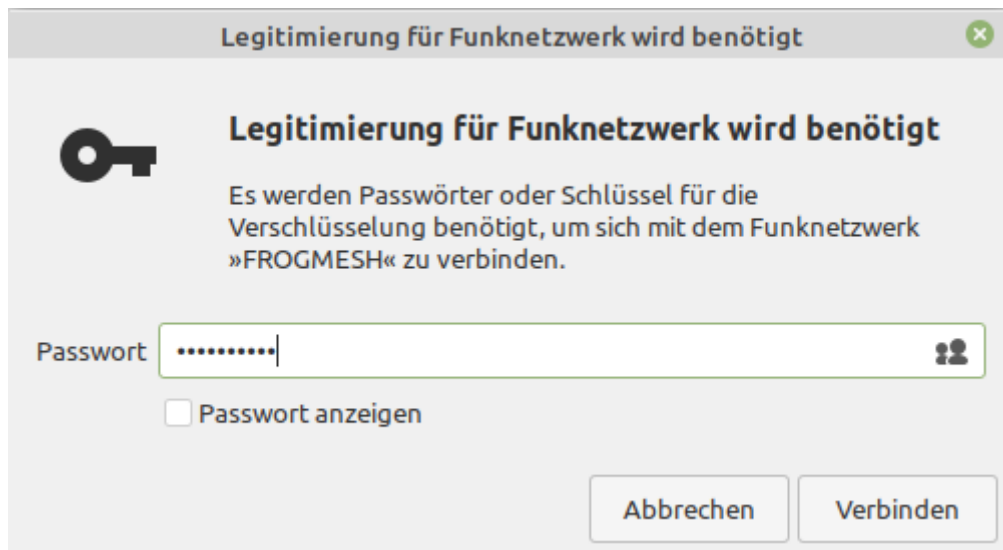 Legitimierung für Funknetzwerk wird benötigt
Legitimierung für Funknetzwerk wird benötigt
Es werden Passwörter oder Schlüssel für die
Verschlüsselung benötigt, um sich mit dem Funknetzwerk
»FROGMESH« zu verbinden.
Passwort ••••••••••
Passwort anzeigen
Abbrechen Verbinden